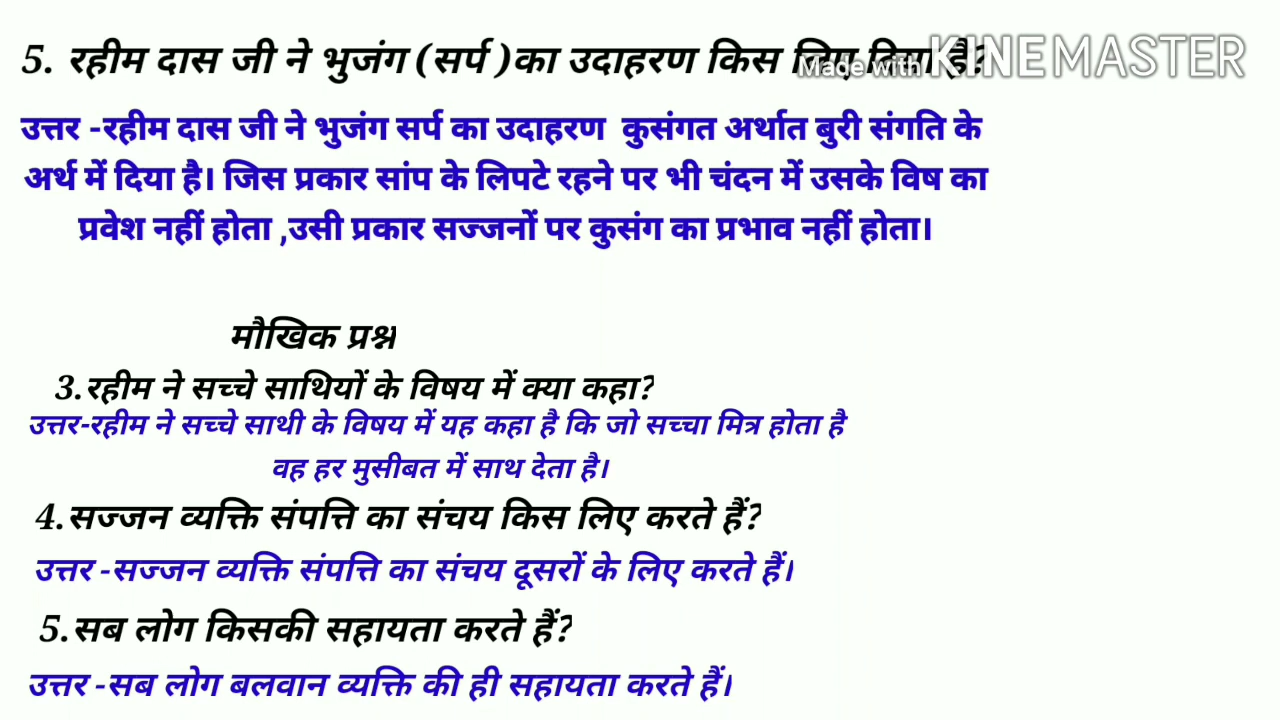 5. रहीम दास जी ने भुजंग (सर्प )का उदाहरण किस लिए दिया है?
Made with KINEMASTER
उत्तर -रहीम दास जी ने भुजंग सर्प का उदाहरण कुसंगत अर्थात बुरी संगति के
अर्थ में दिया है। जिस प्रकार सांप के लिपटे रहने पर भी चंदन में उसके विष का
प्रवेश नहीं होता ,उसी प्रकार सज्जनों पर कुसंग का प्रभाव नहीं होता।
मौखिक प्रश्न
3.रहीम ने सच्चे साथियों के विषय में क्या कहा?
उत्तर-रहीम ने सच्चे साथी के विषय में यह कहा है कि जो सच्चा मित्र होता है
वह हर मुसीबत में साथ देता है।
4.सज्जन व्यक्ति संपत्ति का संचय किस लिए करते हैं?
उत्तर -सज्जन व्यक्ति संपत्ति का संचय दूसरों के लिए करते हैं।
5.सब लोग किसकी सहायता करते हैं?
उत्तर -सब लोग बलवान व्यक्ति की ही सहायता करते हैं।